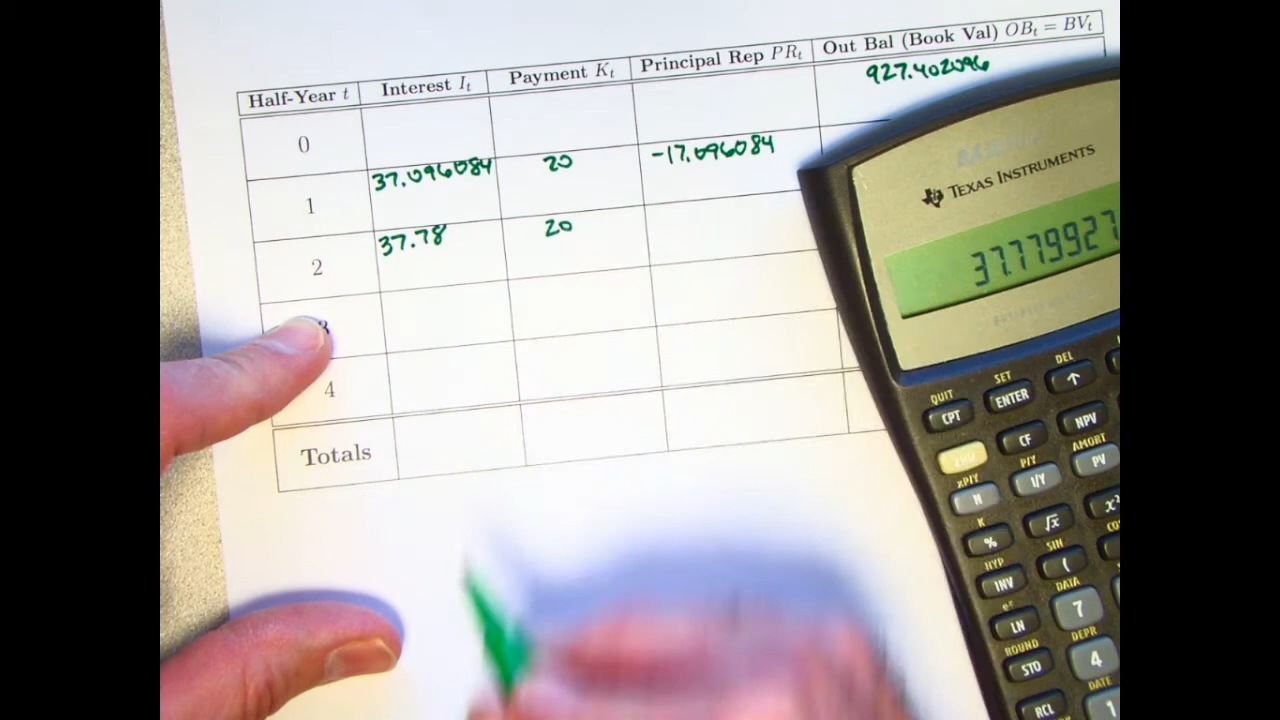 Half-Year t Interest I_t Payment K_t Principal Rep PR_t Out Bal (Book Val) OB_t = BV_t
0 927.402096
1 37.096084 20 -17.096084
2 37.78 20
3
4
Totals
TEXAS INSTRUMENTS
37.779927
QUIT SET DEL
CPT ENTER ↑
CF NPV
xP/Y P/Y AMORT
N I/Y PV
K
% √x
HYP SIN
INV (
DATA
LN 7
ROUND DEPR
STO 4
RCL 1